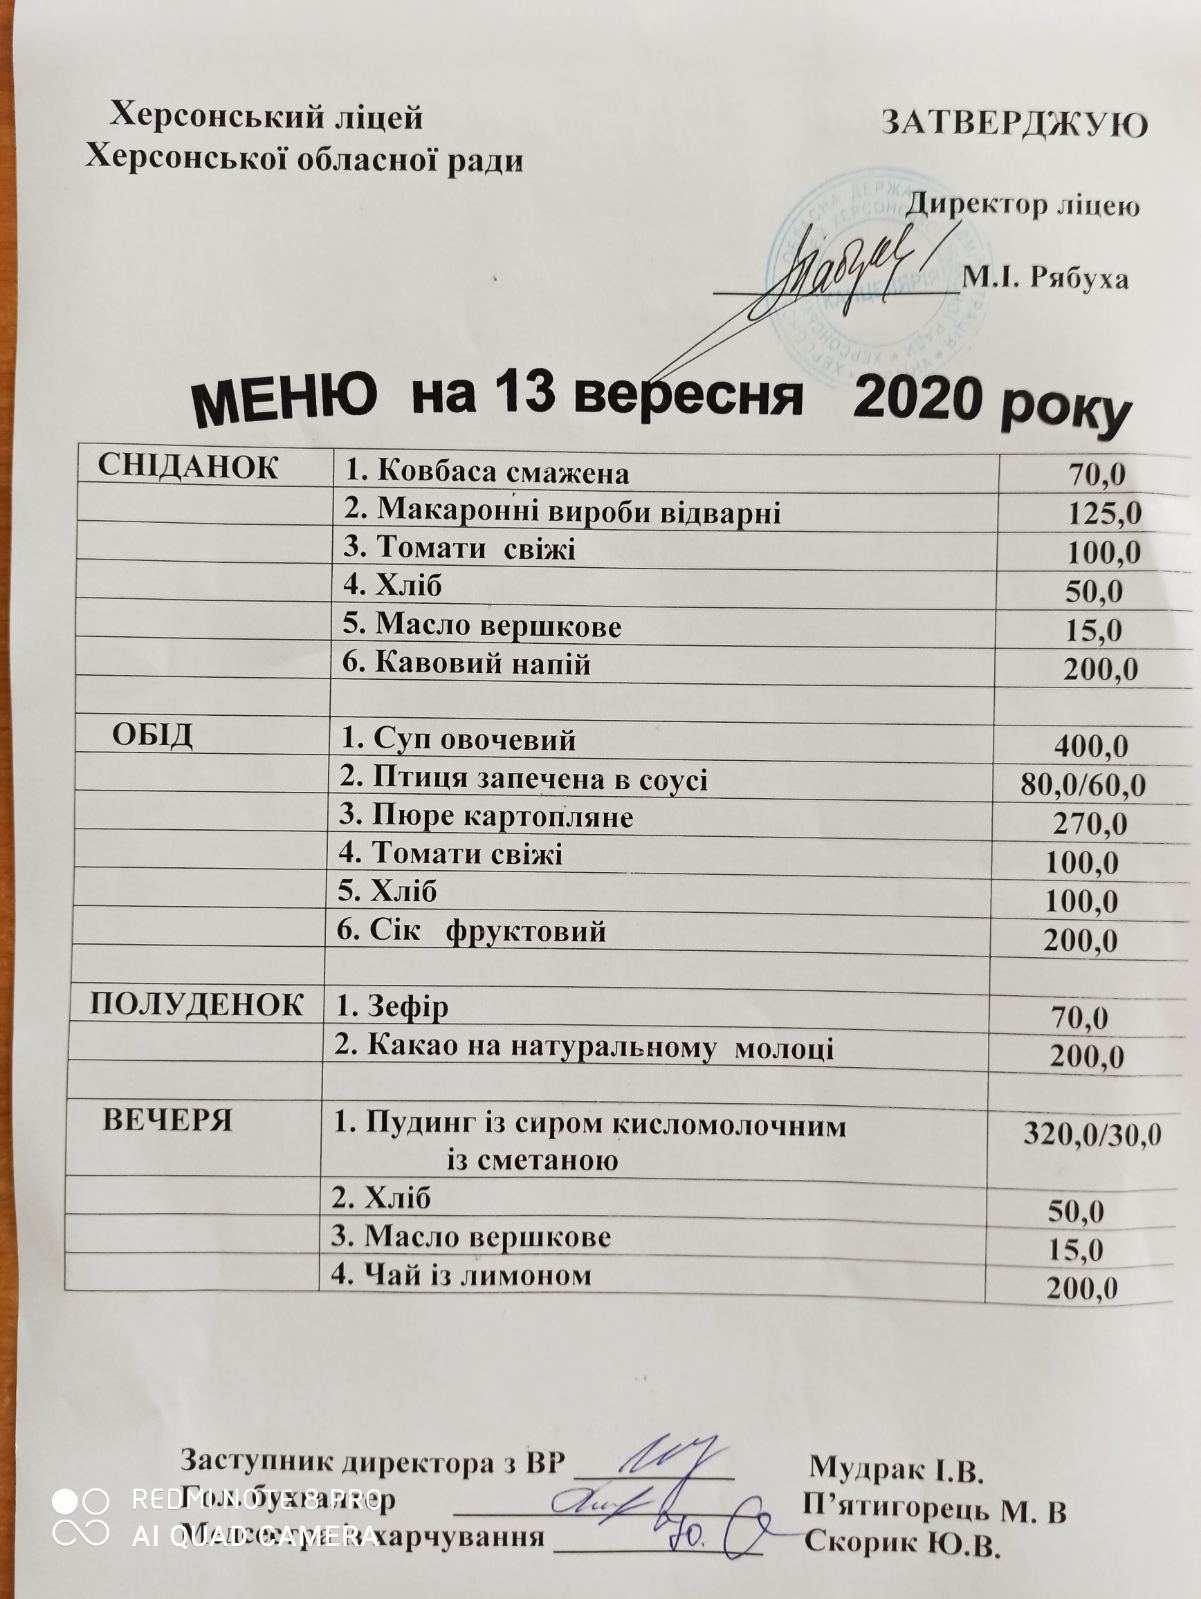 Херсонський ліцей
Херсонської обласної ради
ЗАТВЕРДЖУЮ
Директор ліцею
М.І. Рябуха
КАНЦЕЛЯРІЯ
МЕНЮ на 13 вересня 2020 року
СНІДАНОК 1. Ковбаса смажена 70,0
2. Макаронні вироби відварні 125,0
3. Томати свіжі 100,0
4. Хліб 50,0
5. Масло вершкове 15,0
6. Кавовий напій 200,0
ОБІД 1. Суп овочевий 400,0
2. Птиця запечена в соусі 80,0/60,0
3. Пюре картопляне 270,0
4. Томати свіжі 100,0
5. Хліб 100,0
6. Сік фруктовий 200,0
ПОЛУДЕНОК 1. Зефір 70,0
2. Какао на натуральному молоці 200,0
ВЕЧЕРЯ 1. Пудинг із сиром кисломолочним 320,0/30,0
із сметаною
2. Хліб 50,0
3. Масло вершкове 15,0
4. Чай із лимоном 200,0
Заступник директора з ВР Мудрак І.В.
Гол. бухгалтер П’ятигорець М. В
Медсестра із харчування Скорик Ю.В.
REDMI NOTE 8 PRO
AI QUAD CAMERA